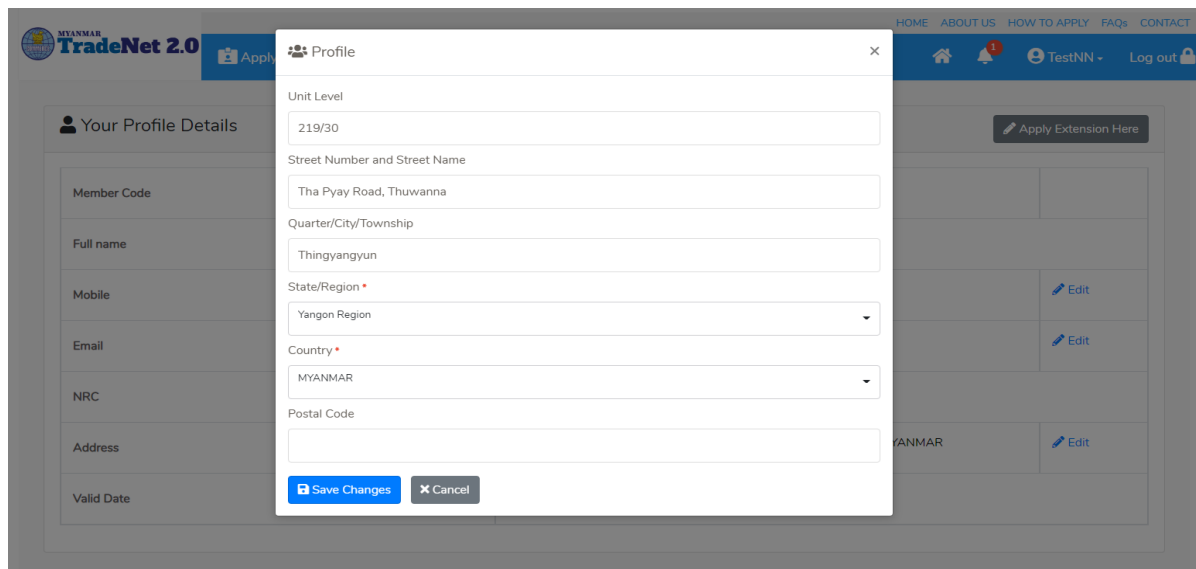 HOME ABOUT US HOW TO APPLY FAQs CONTACT
MYANMAR
TradeNet 2.0
Apply
1
TestNN
Log out
Profile
×
Your Profile Details
Apply Extension Here
Unit Level
219/30
Street Number and Street Name
Tha Pyay Road, Thuwanna
Quarter/City/Township
Thingyangyun
State/Region *
Yangon Region
Country *
MYANMAR
Postal Code
Save Changes
Cancel
Member Code
Full name
Mobile
Edit
Email
Edit
NRC
Address
YANMAR
Edit
Valid Date